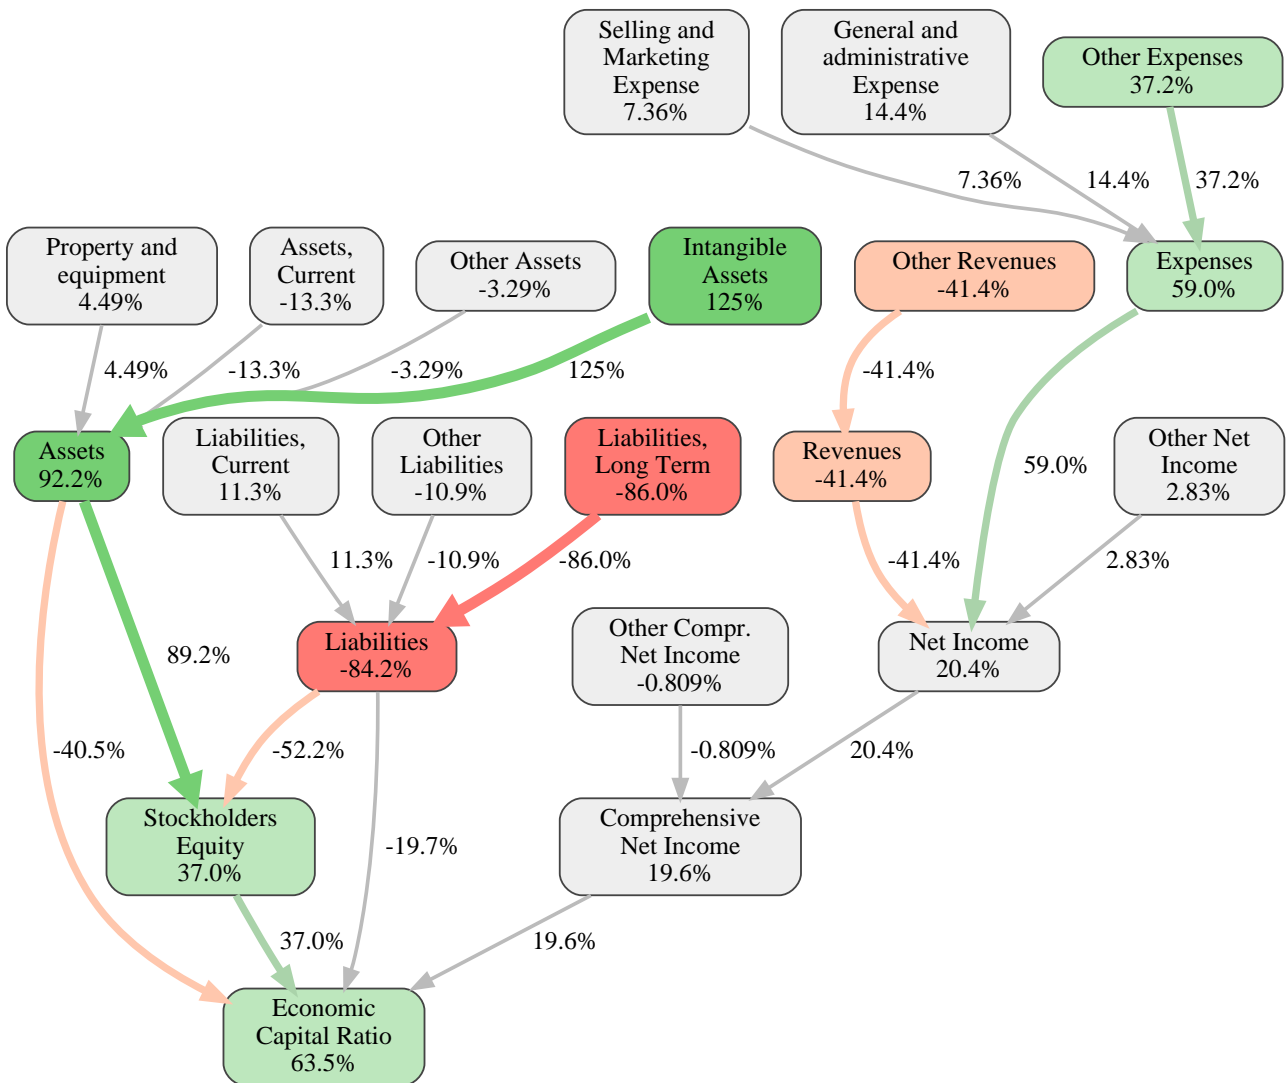 Selling and
Marketing
Expense
7.36%
General and
administrative
Expense
14.4%
Other Expenses
37.2%
7.36%
14.4%
37.2%
Property and
equipment
4.49%
Assets,
Current
-13.3%
Other Assets
-3.29%
Intangible
Assets
125%
Other Revenues
-41.4%
Expenses
59.0%
4.49%
-13.3%
-3.29%
125%
-41.4%
Assets
92.2%
Liabilities,
Current
11.3%
Other
Liabilities
-10.9%
Liabilities,
Long Term
-86.0%
Revenues
-41.4%
59.0%
Other Net
Income
2.83%
11.3%
-10.9%
-86.0%
-41.4%
2.83%
Liabilities
-84.2%
Other Compr.
Net Income
-0.809%
Net Income
20.4%
89.2%
-40.5%
-52.2%
-0.809%
20.4%
Stockholders
Equity
37.0%
-19.7%
Comprehensive
Net Income
19.6%
37.0%
19.6%
Economic
Capital Ratio
63.5%